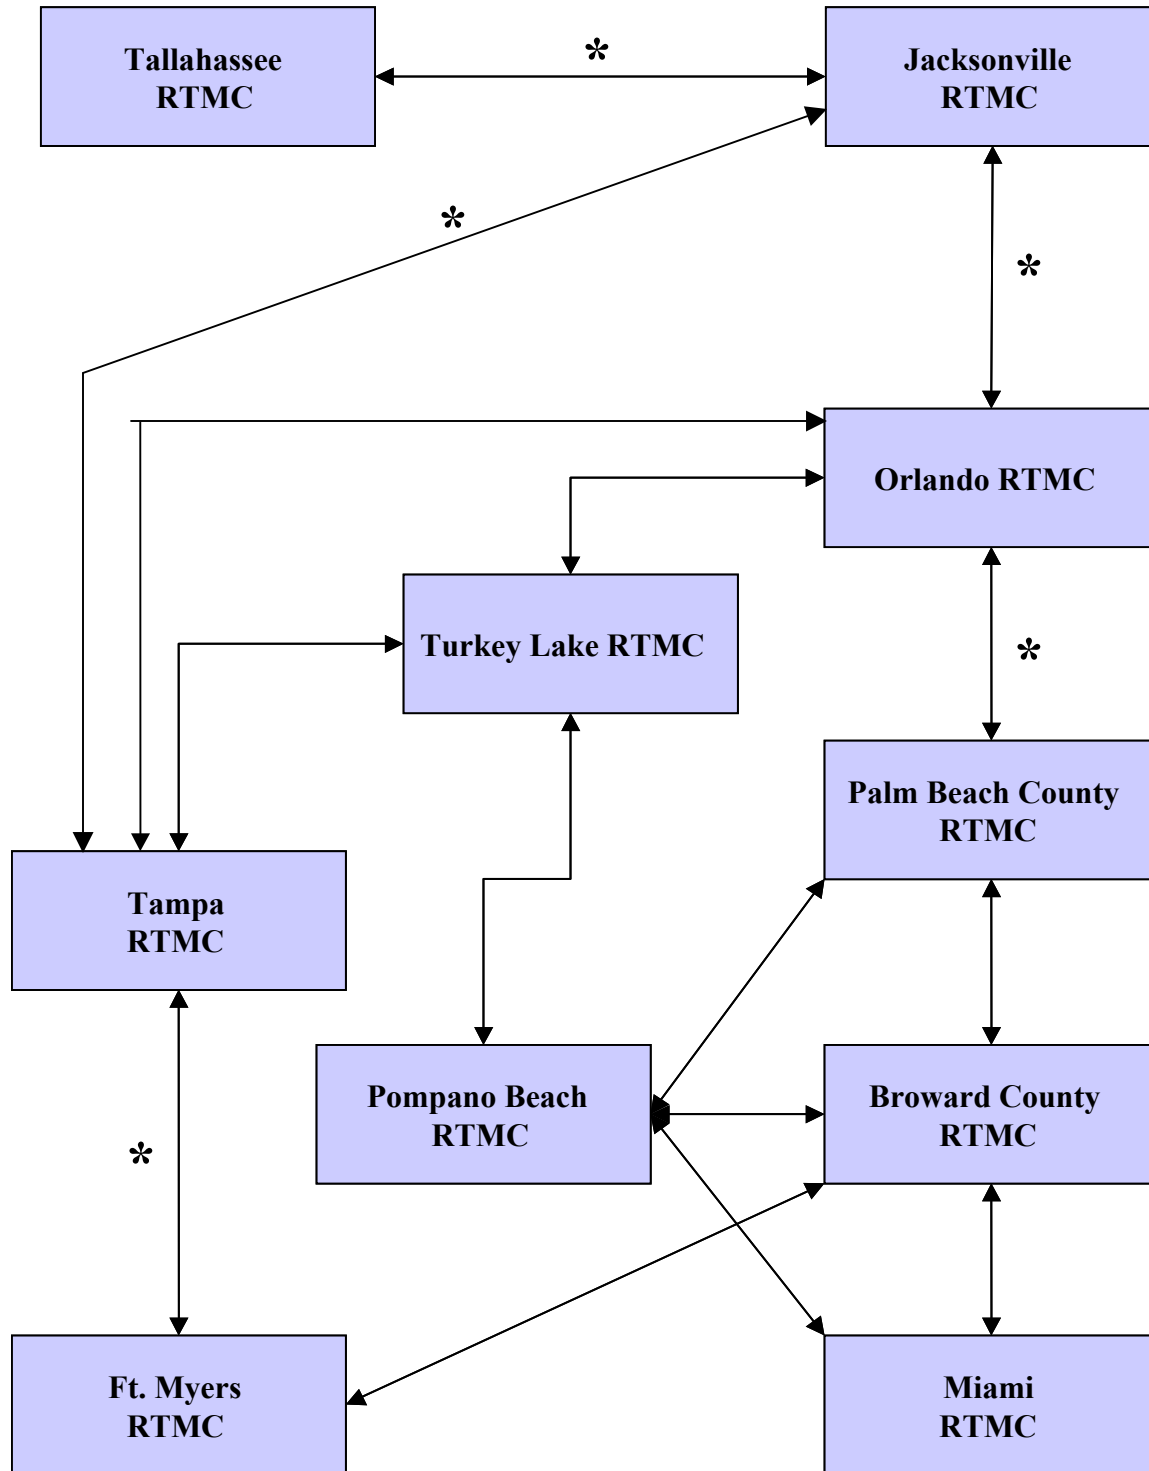 Tallahassee
RTMC
*
Jacksonville
RTMC
*
*
Orlando RTMC
Turkey Lake RTMC
*
Palm Beach County
RTMC
Tampa
RTMC
Pompano Beach
RTMC
Broward County
RTMC
*
Ft. Myers
RTMC
Miami
RTMC